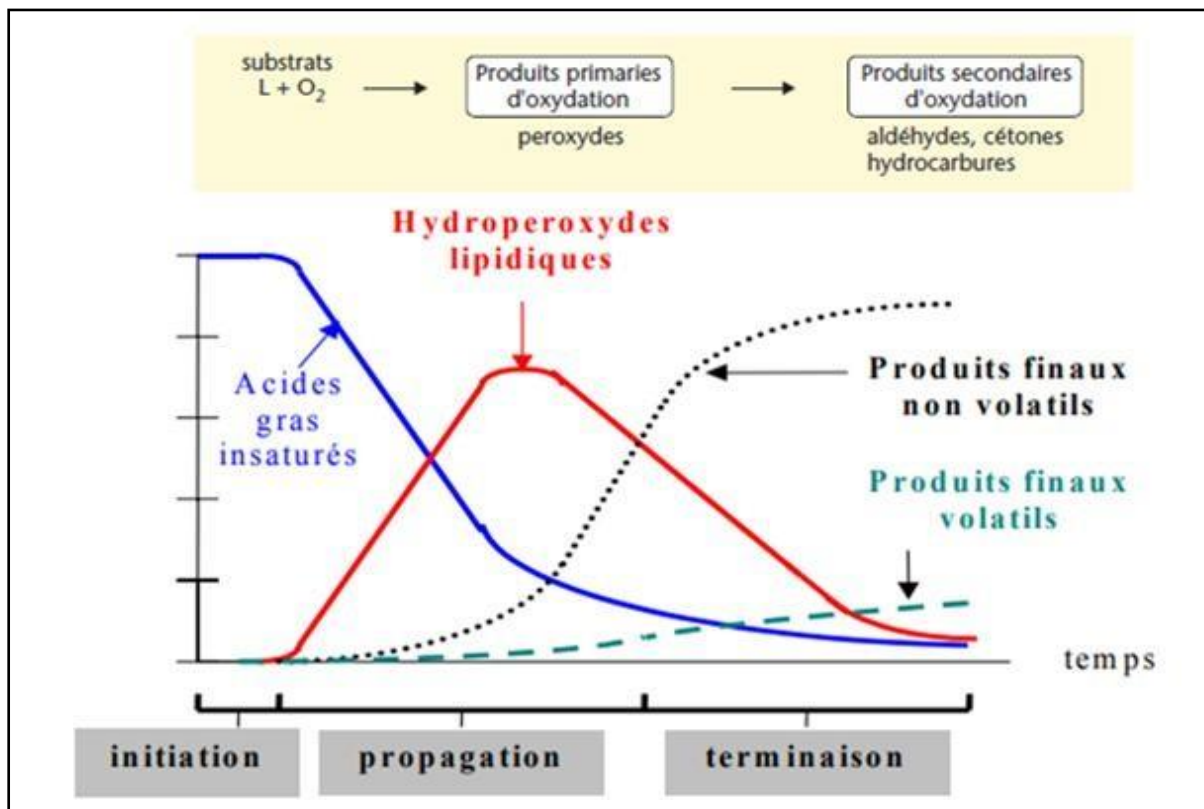 substrats
L + O₂
Produits primaries
d'oxydation
peroxydes
Produits secondaires
d'oxydation
aldéhydes, cétones
hydrocarbures
Hydroperoxydes
lipidiques
Acides
gras
insaturés
Produits finaux
non volatils
Produits finaux
volatils
temps
initiation
propagation
terminaison